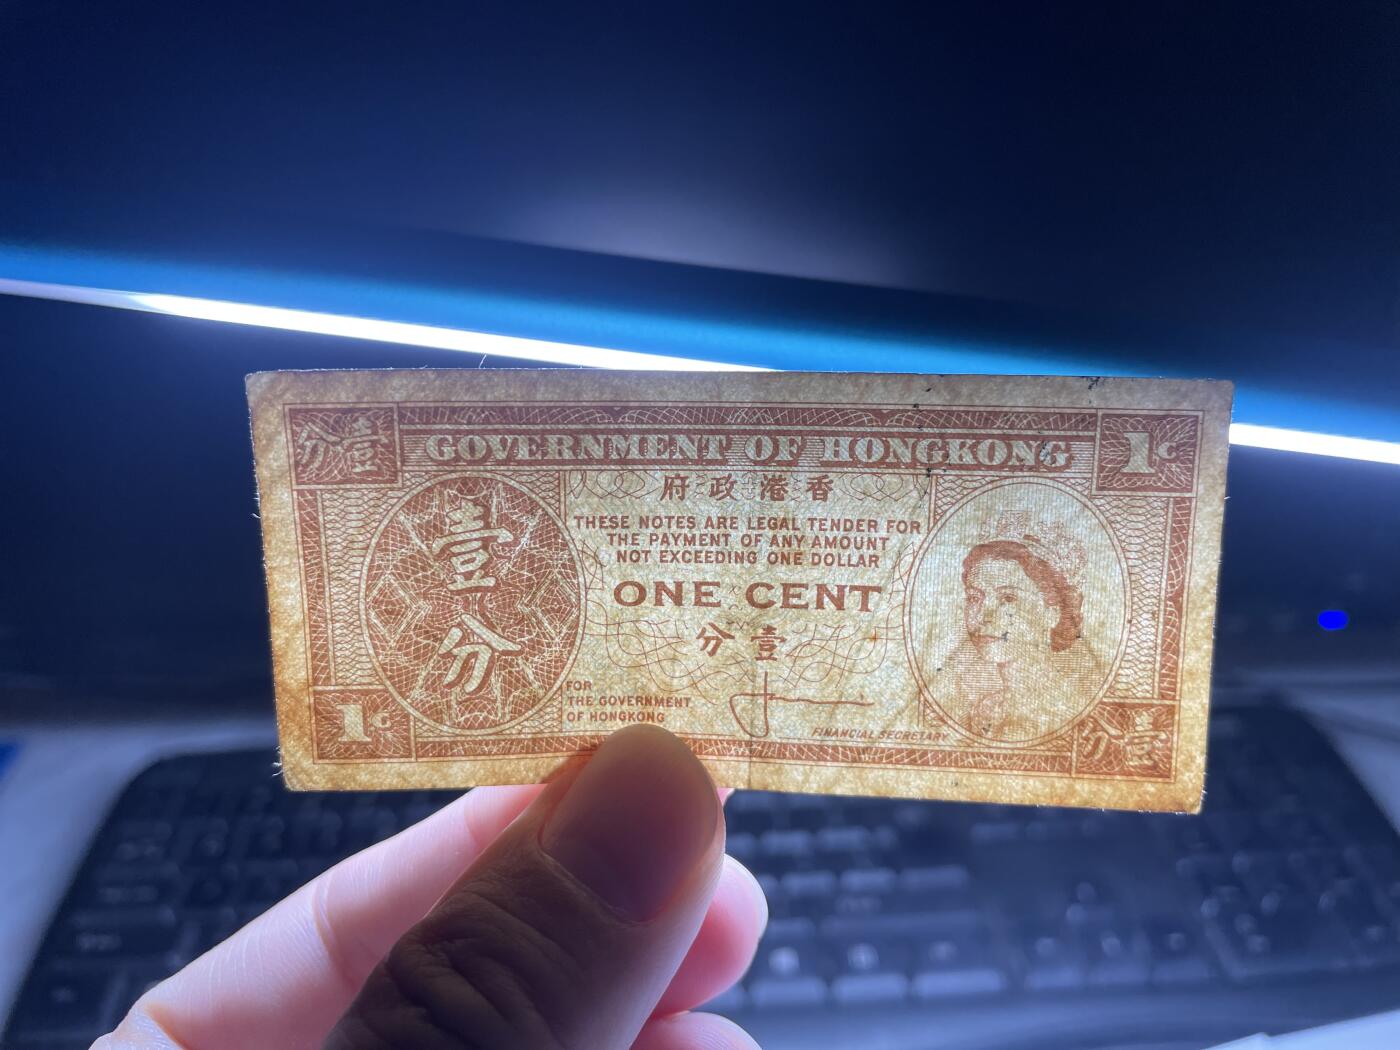 分壹
GOVERNMENT OF HONGKONG
1c
府政港香
THESE NOTES ARE LEGAL TENDER FOR
THE PAYMENT OF ANY AMOUNT
NOT EXCEEDING ONE DOLLAR
ONE CENT
分壹
壹
分
FOR
THE GOVERNMENT
OF HONGKONG
FINANCIAL SECRETARY
1c
分壹